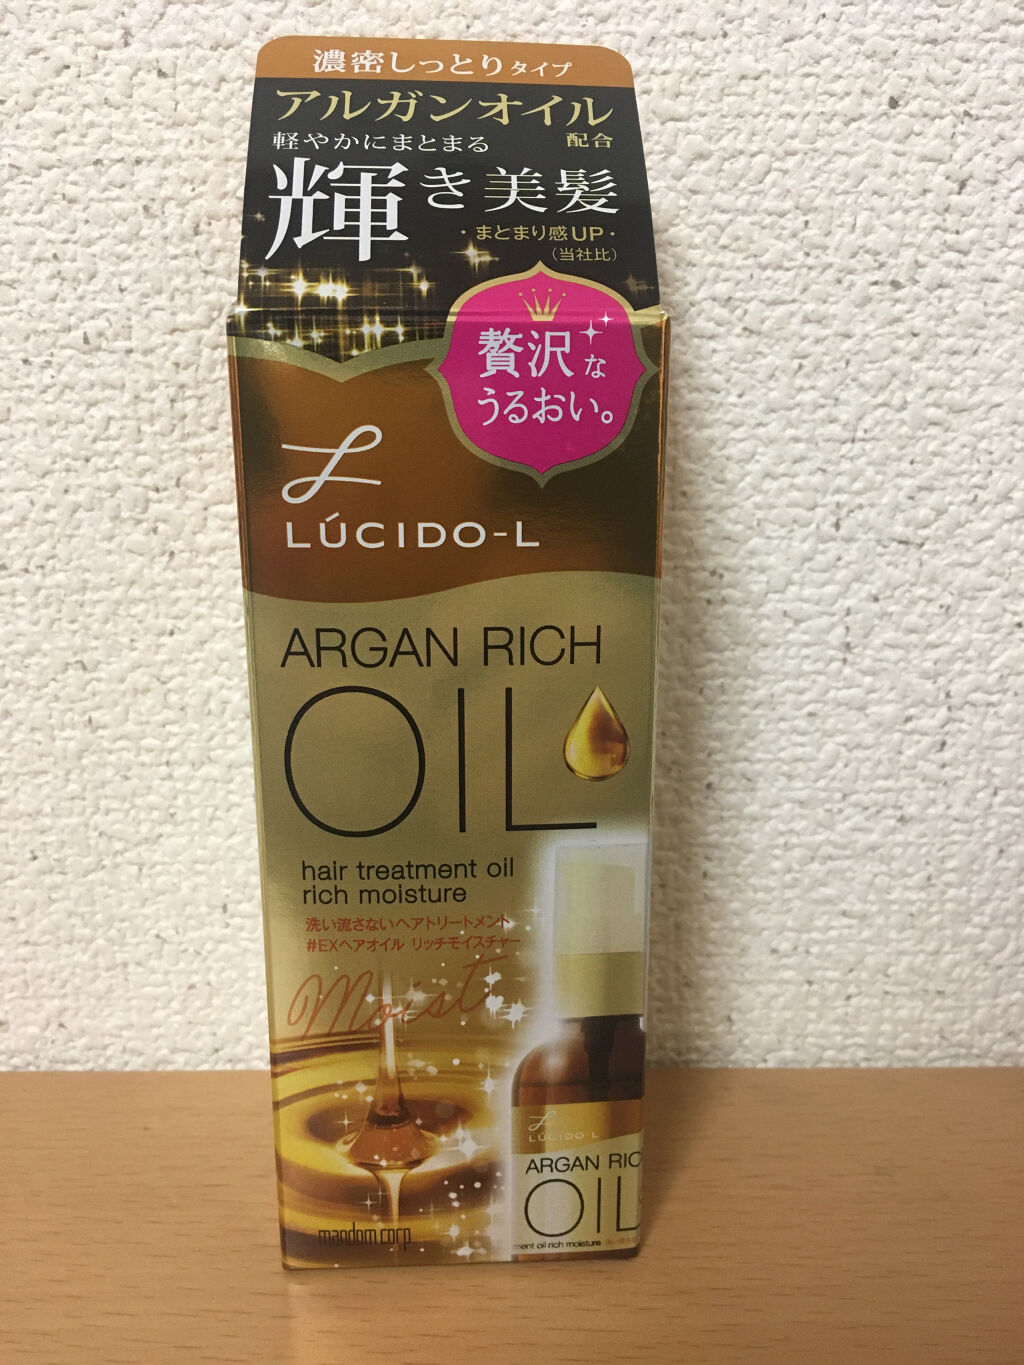 濃密しっとりタイプ
アルガンオイル
配合
軽やかにまとまる
輝き美髪
・まとまり感UP・
(当社比)
贅沢な
うるおい。
L
LÚCIDO-L
ARGAN RICH
OIL
hair treatment oil
rich moisture
洗い流さないヘアトリートメント
#EXヘアオイル リッチモイスチャー
Moist
LÚCIDO-L
ARGAN RIC
OIL
ment oil rich moisture
mandom corp